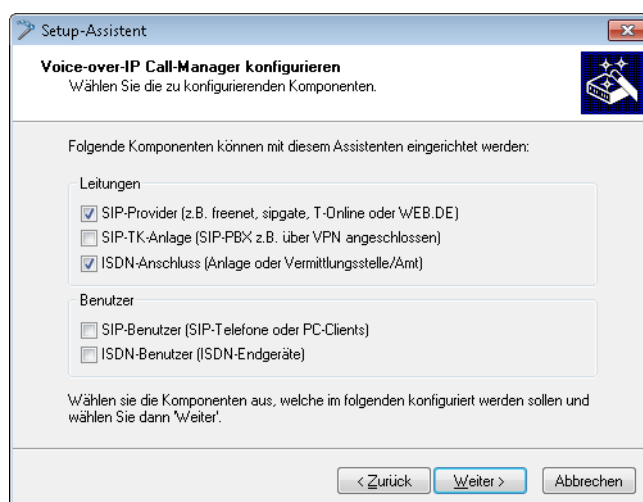 Setup-Assistent
Voice-over-IP Call-Manager konfigurieren
Wählen Sie die zu konfigurierenden Komponenten.
Folgende Komponenten können mit diesem Assistenten eingerichtet werden:
Leitungen
SIP-Provider (z.B. freenet, sipgate, T-Online oder WEB.DE)
SIP-TK-Anlage (SIP-PBX z.B. über VPN angeschlossen)
ISDN-Anschluss (Anlage oder Vermittlungsstelle/Amt)
Benutzer
SIP-Benutzer (SIP-Telefone oder PC-Clients)
ISDN-Benutzer (ISDN-Endgeräte)
Wählen sie die Komponenten aus, welche im folgenden konfiguriert werden sollen und
wählen Sie dann 'Weiter'.
< Zurück Weiter > Abbrechen